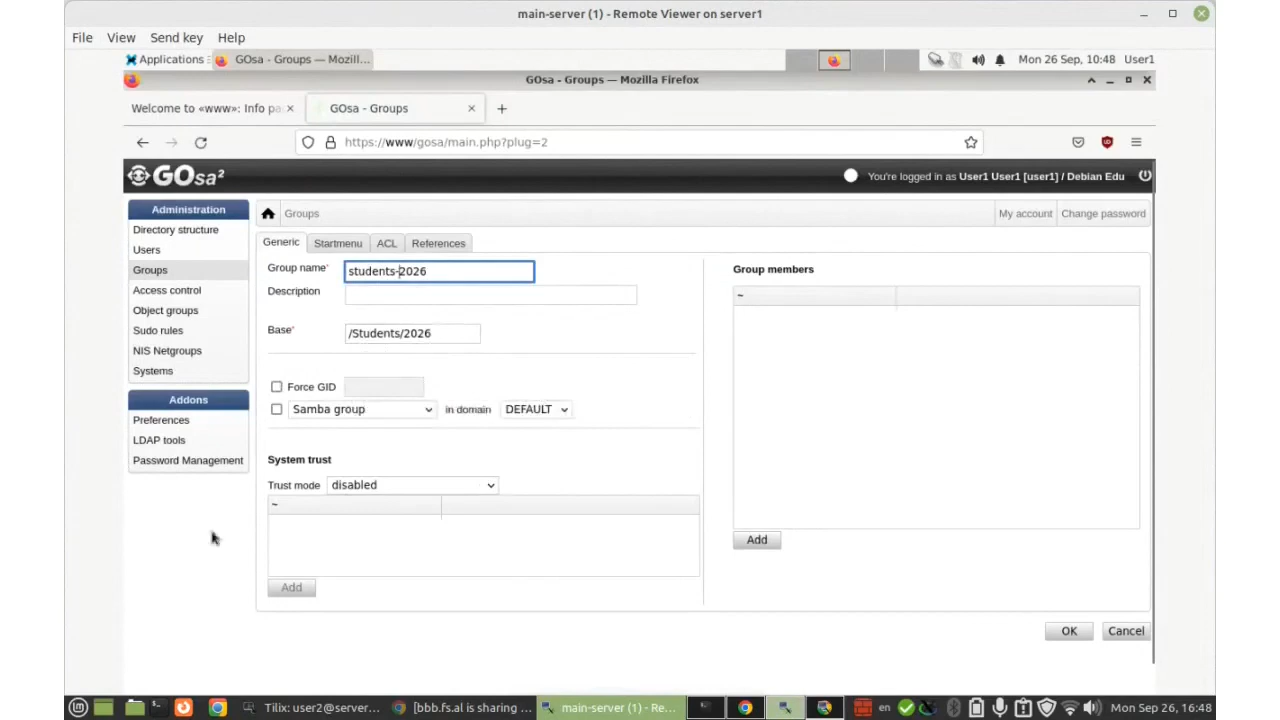 main-server (1) - Remote Viewer on server1
File View Send key Help
Applications GOsa - Groups — Mozill... Mon 26 Sep, 10:48 User1
GOsa - Groups — Mozilla Firefox
Welcome to «www»: Info pa GOsa - Groups
https://www/gosa/main.php?plug=2
GOsa² You're logged in as User1 User1 [user1] / Debian Edu
Administration
Directory structure
Users
Groups
Access control
Object groups
Sudo rules
NIS Netgroups
Systems
Addons
Preferences
LDAP tools
Password Management
Groups My account Change password
Generic Startmenu ACL References
Group name* students-2026
Description
Base* /Students/2026
Force GID
Samba group in domain DEFAULT
System trust
Trust mode disabled
~
Add
Group members
~
Add
OK Cancel
Tilix: user2@server... [bbb.fs.al is sharing ... main-server (1) - Re... en Mon Sep 26, 16:48